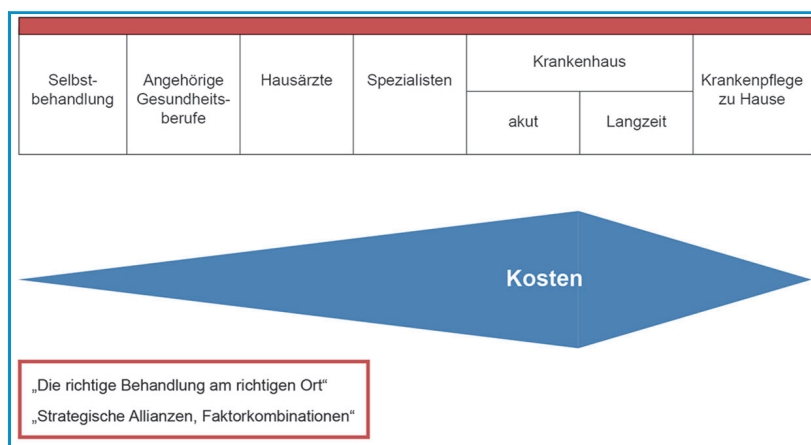 Selbst-
behandlung
Angehörige
Gesundheits-
berufe
Hausärzte
Spezialisten
Krankenhaus
akut
Langzeit
Krankenpflege
zu Hause
Kosten
„Die richtige Behandlung am richtigen Ort“
„Strategische Allianzen, Faktorkombinationen“